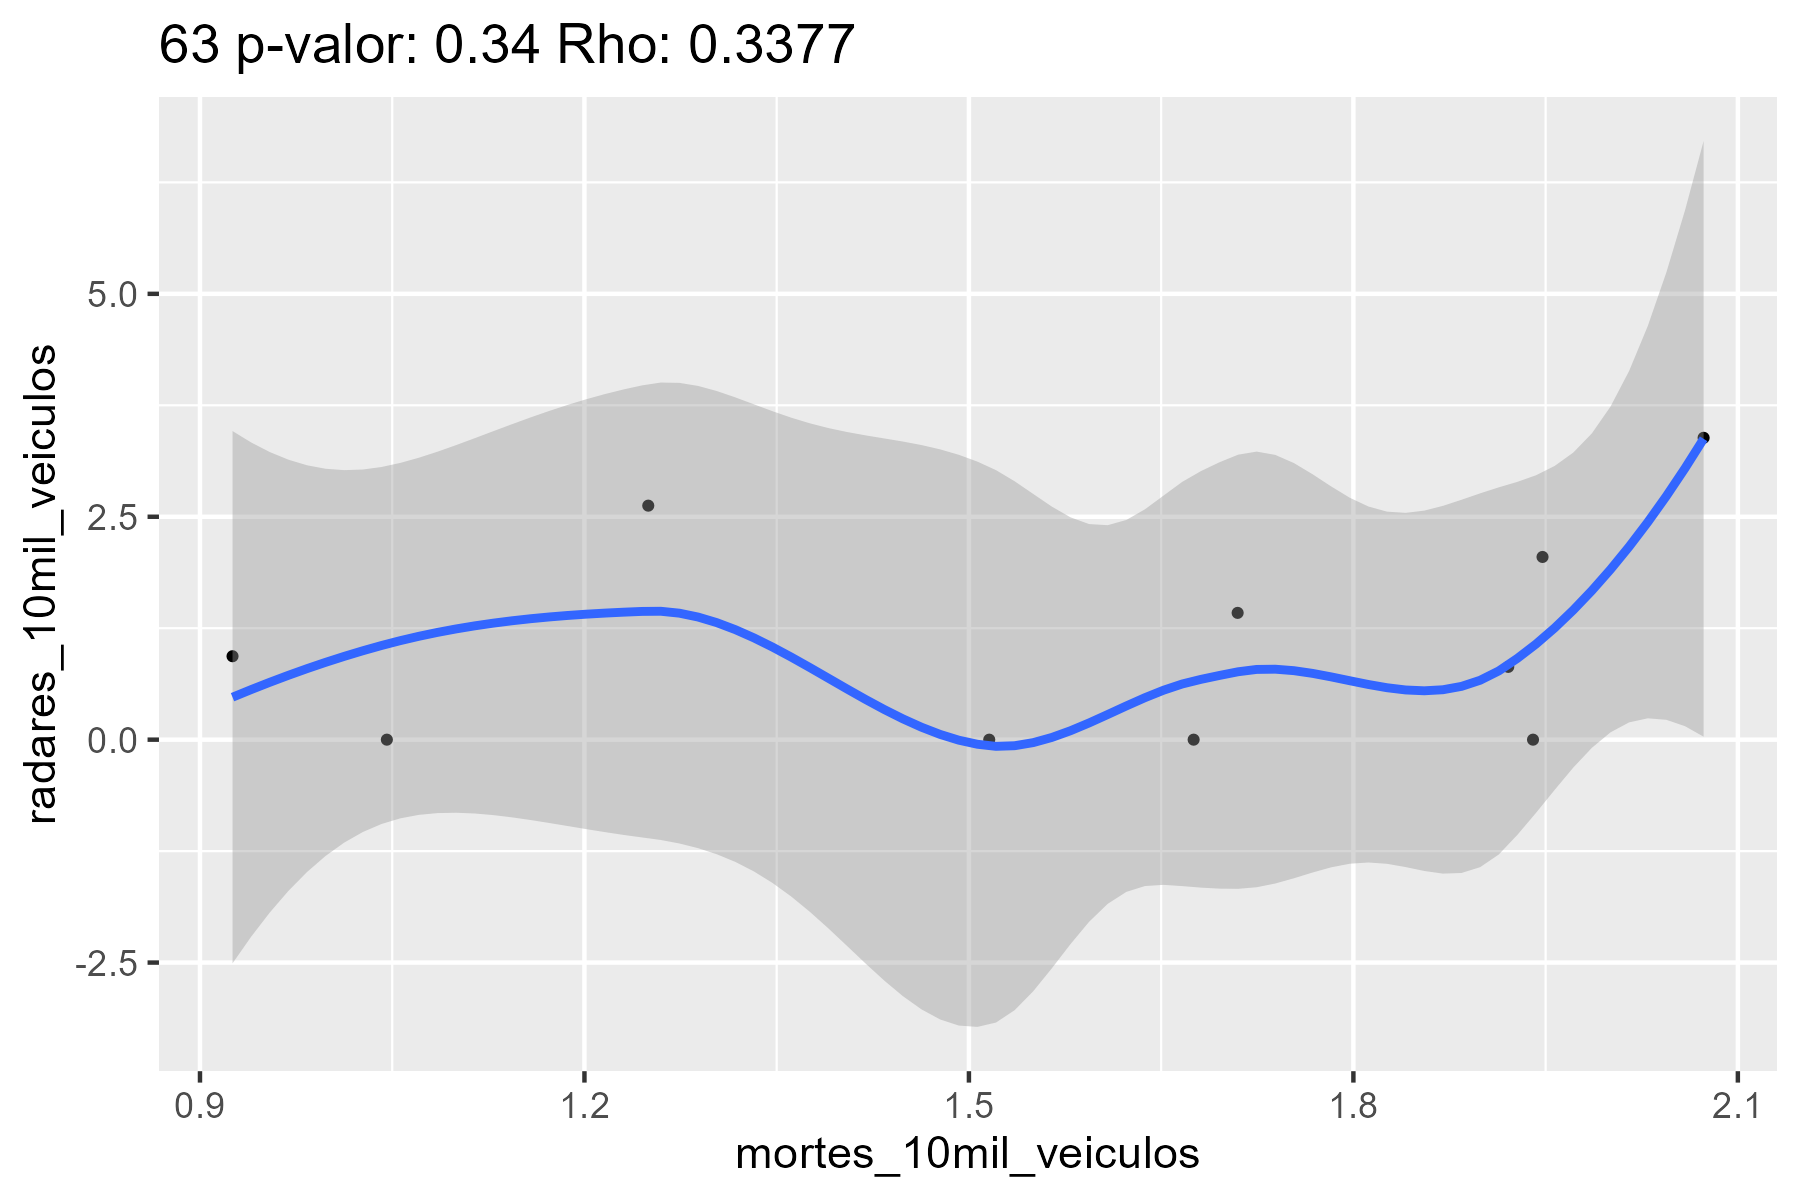 63 p-valor: 0.34 Rho: 0.3377
radares_10mil_veiculos
5.0
2.5
0.0
-2.5
0.9 1.2 1.5 1.8 2.1
mortes_10mil_veiculos